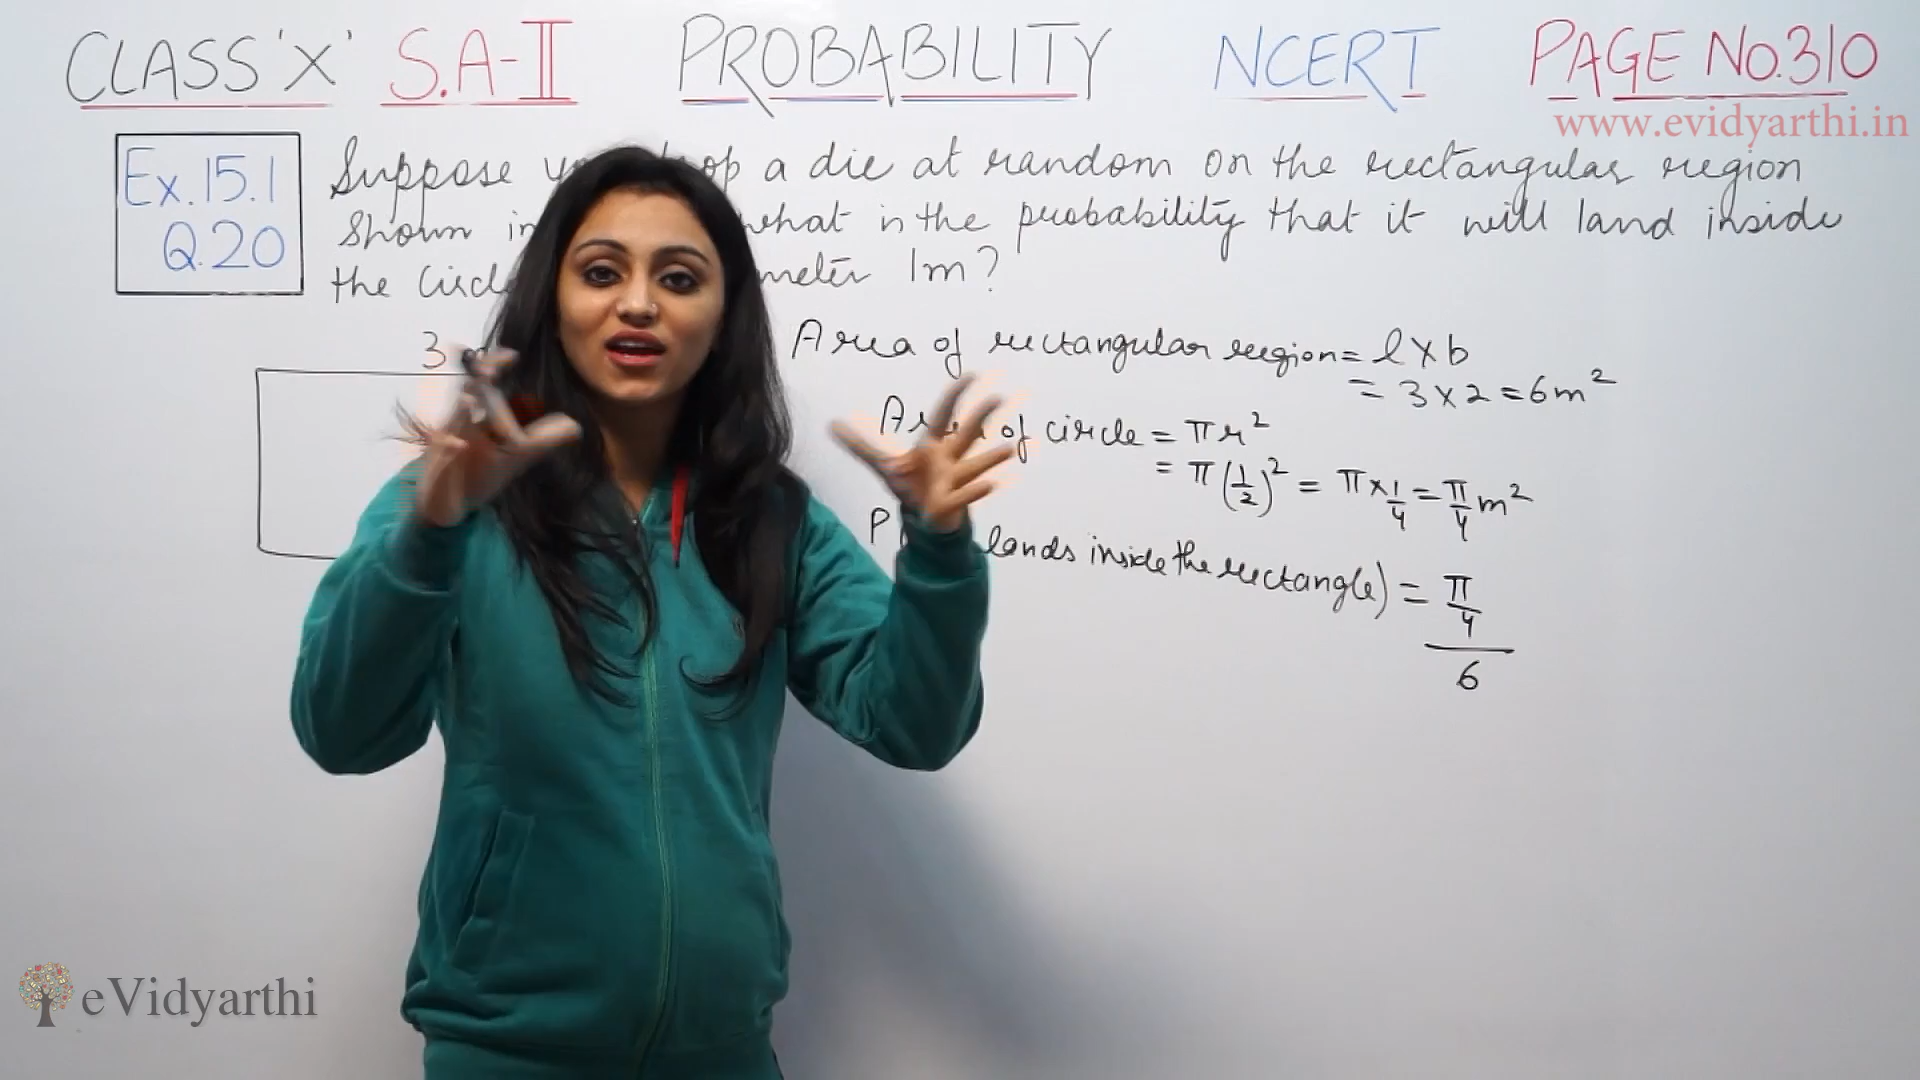 CLASS 'X' S.A-II PROBABILITY NCERT PAGE No.310
www.evidyarthi.in
Ex.15.1
Q.20
Suppose a die at random on the rectangular region
shown in what is the probability that it will land inside
the 1m?
3
Area of rectangular region = l × b
= 3 × 2 = 6m²
Area of circle = πr²
= π(1/2)² = π × 1/4 = π/4 m²
lands inside the rectangle) = π/4
6
eVidyarthi